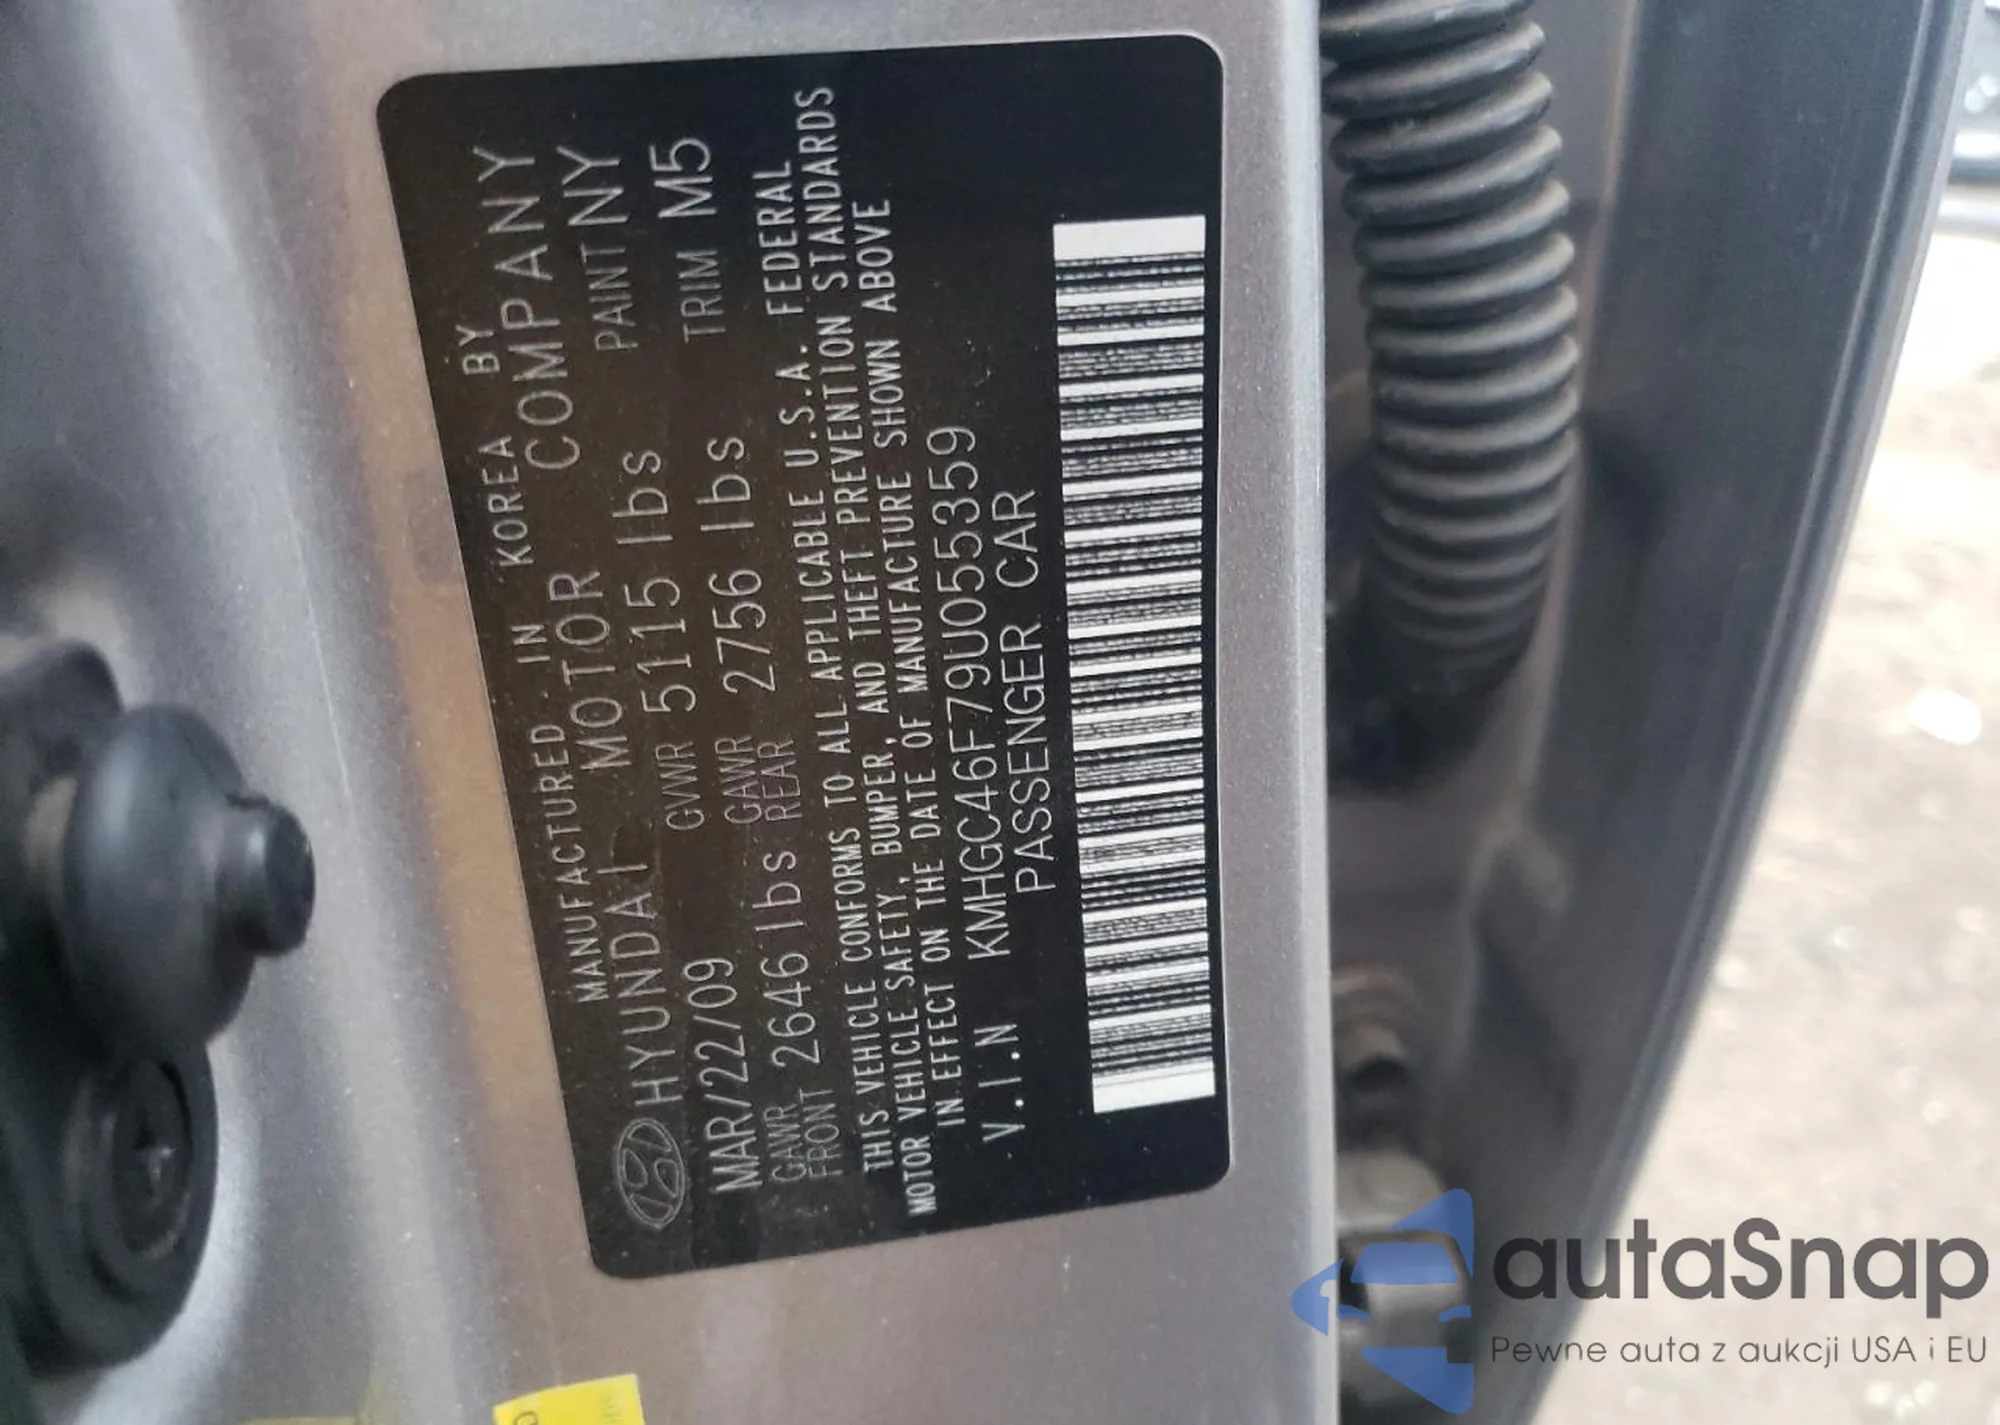 MANUFACTURED IN KOREA BY
HYUNDAI MOTOR COMPANY
MAR/22/09 GVWR 5115 lbs PAINT NY
GAWR FRONT 2646 lbs GAWR REAR 2756 lbs TRIM M5
THIS VEHICLE CONFORMS TO ALL APPLICABLE U.S.A. FEDERAL
MOTOR VEHICLE SAFETY, BUMPER, AND THEFT PREVENTION STANDARDS
IN EFFECT ON THE DATE OF MANUFACTURE SHOWN ABOVE
V.I.N KMHGC46F79U055359
PASSENGER CAR
autaSnap
Pewne auta z aukcji USA i EU